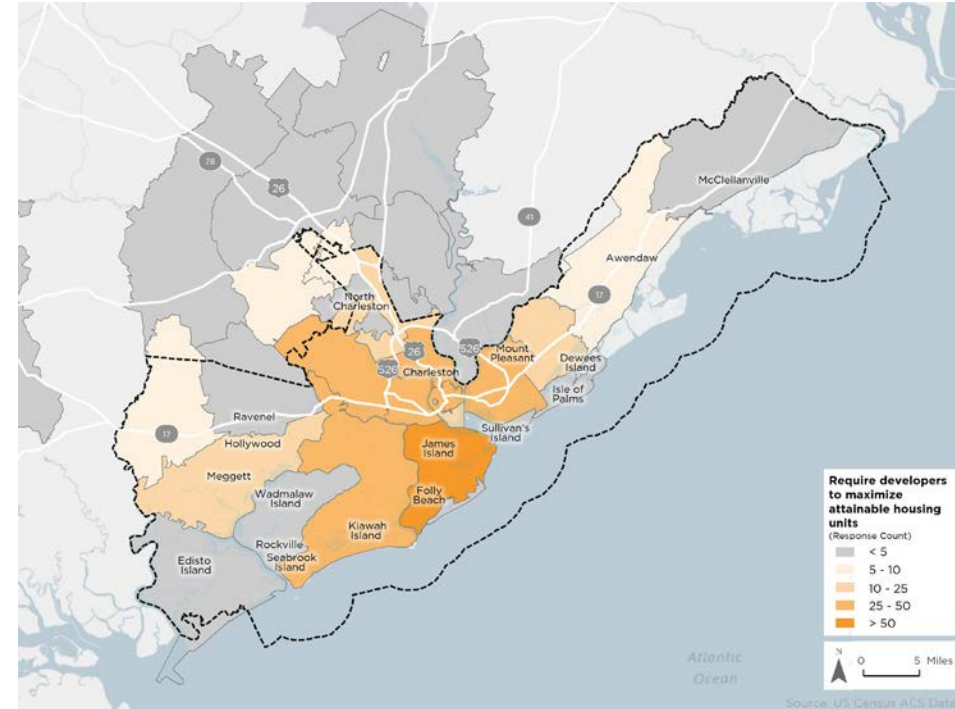 78
26
41
McClellanville
Awendaw
North
Charleston
17
526
Mount
Pleasant
26
526
Charleston
Dewees
Island
Isle of
Palms
Ravenel
Sullivan's
Island
17
Hollywood
James
Island
Meggett
Folly
Beach
Wadmalaw
Island
Kiawah
Island
Rockville
Seabrook
Island
Edisto
Island
Require developers
to maximize
attainable housing
units
(Response Count)
< 5
5 - 10
10 - 25
25 - 50
> 50
N
0 5 Miles
Atlantic
Ocean
Source: US Census ACS Data